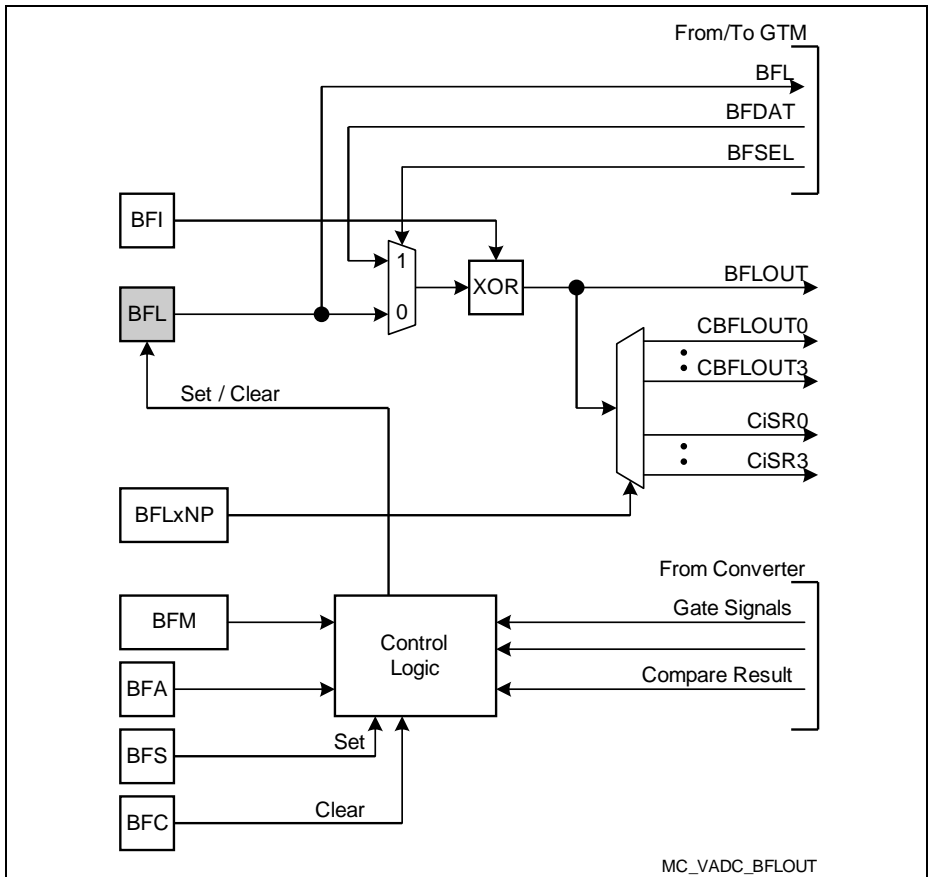 From/To GTM
BFL
BFDAT
BFSEL
BFI
1
XOR
BFLOUT
BFL
0
CBFLOUT0
CBFLOUT3
Set / Clear
CiSR0
CiSR3
BFLxNP
From Converter
BFM
Gate Signals
Control
Logic
Compare Result
BFA
Set
BFS
Clear
BFC
MC_VADC_BFLOUT